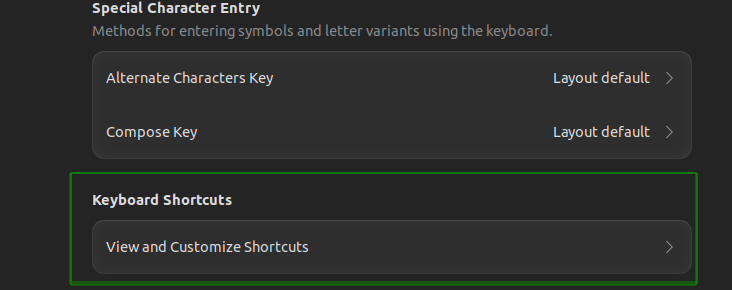 Special Character Entry
Methods for entering symbols and letter variants using the keyboard.
Alternate Characters Key Layout default
Compose Key Layout default
Keyboard Shortcuts
View and Customize Shortcuts